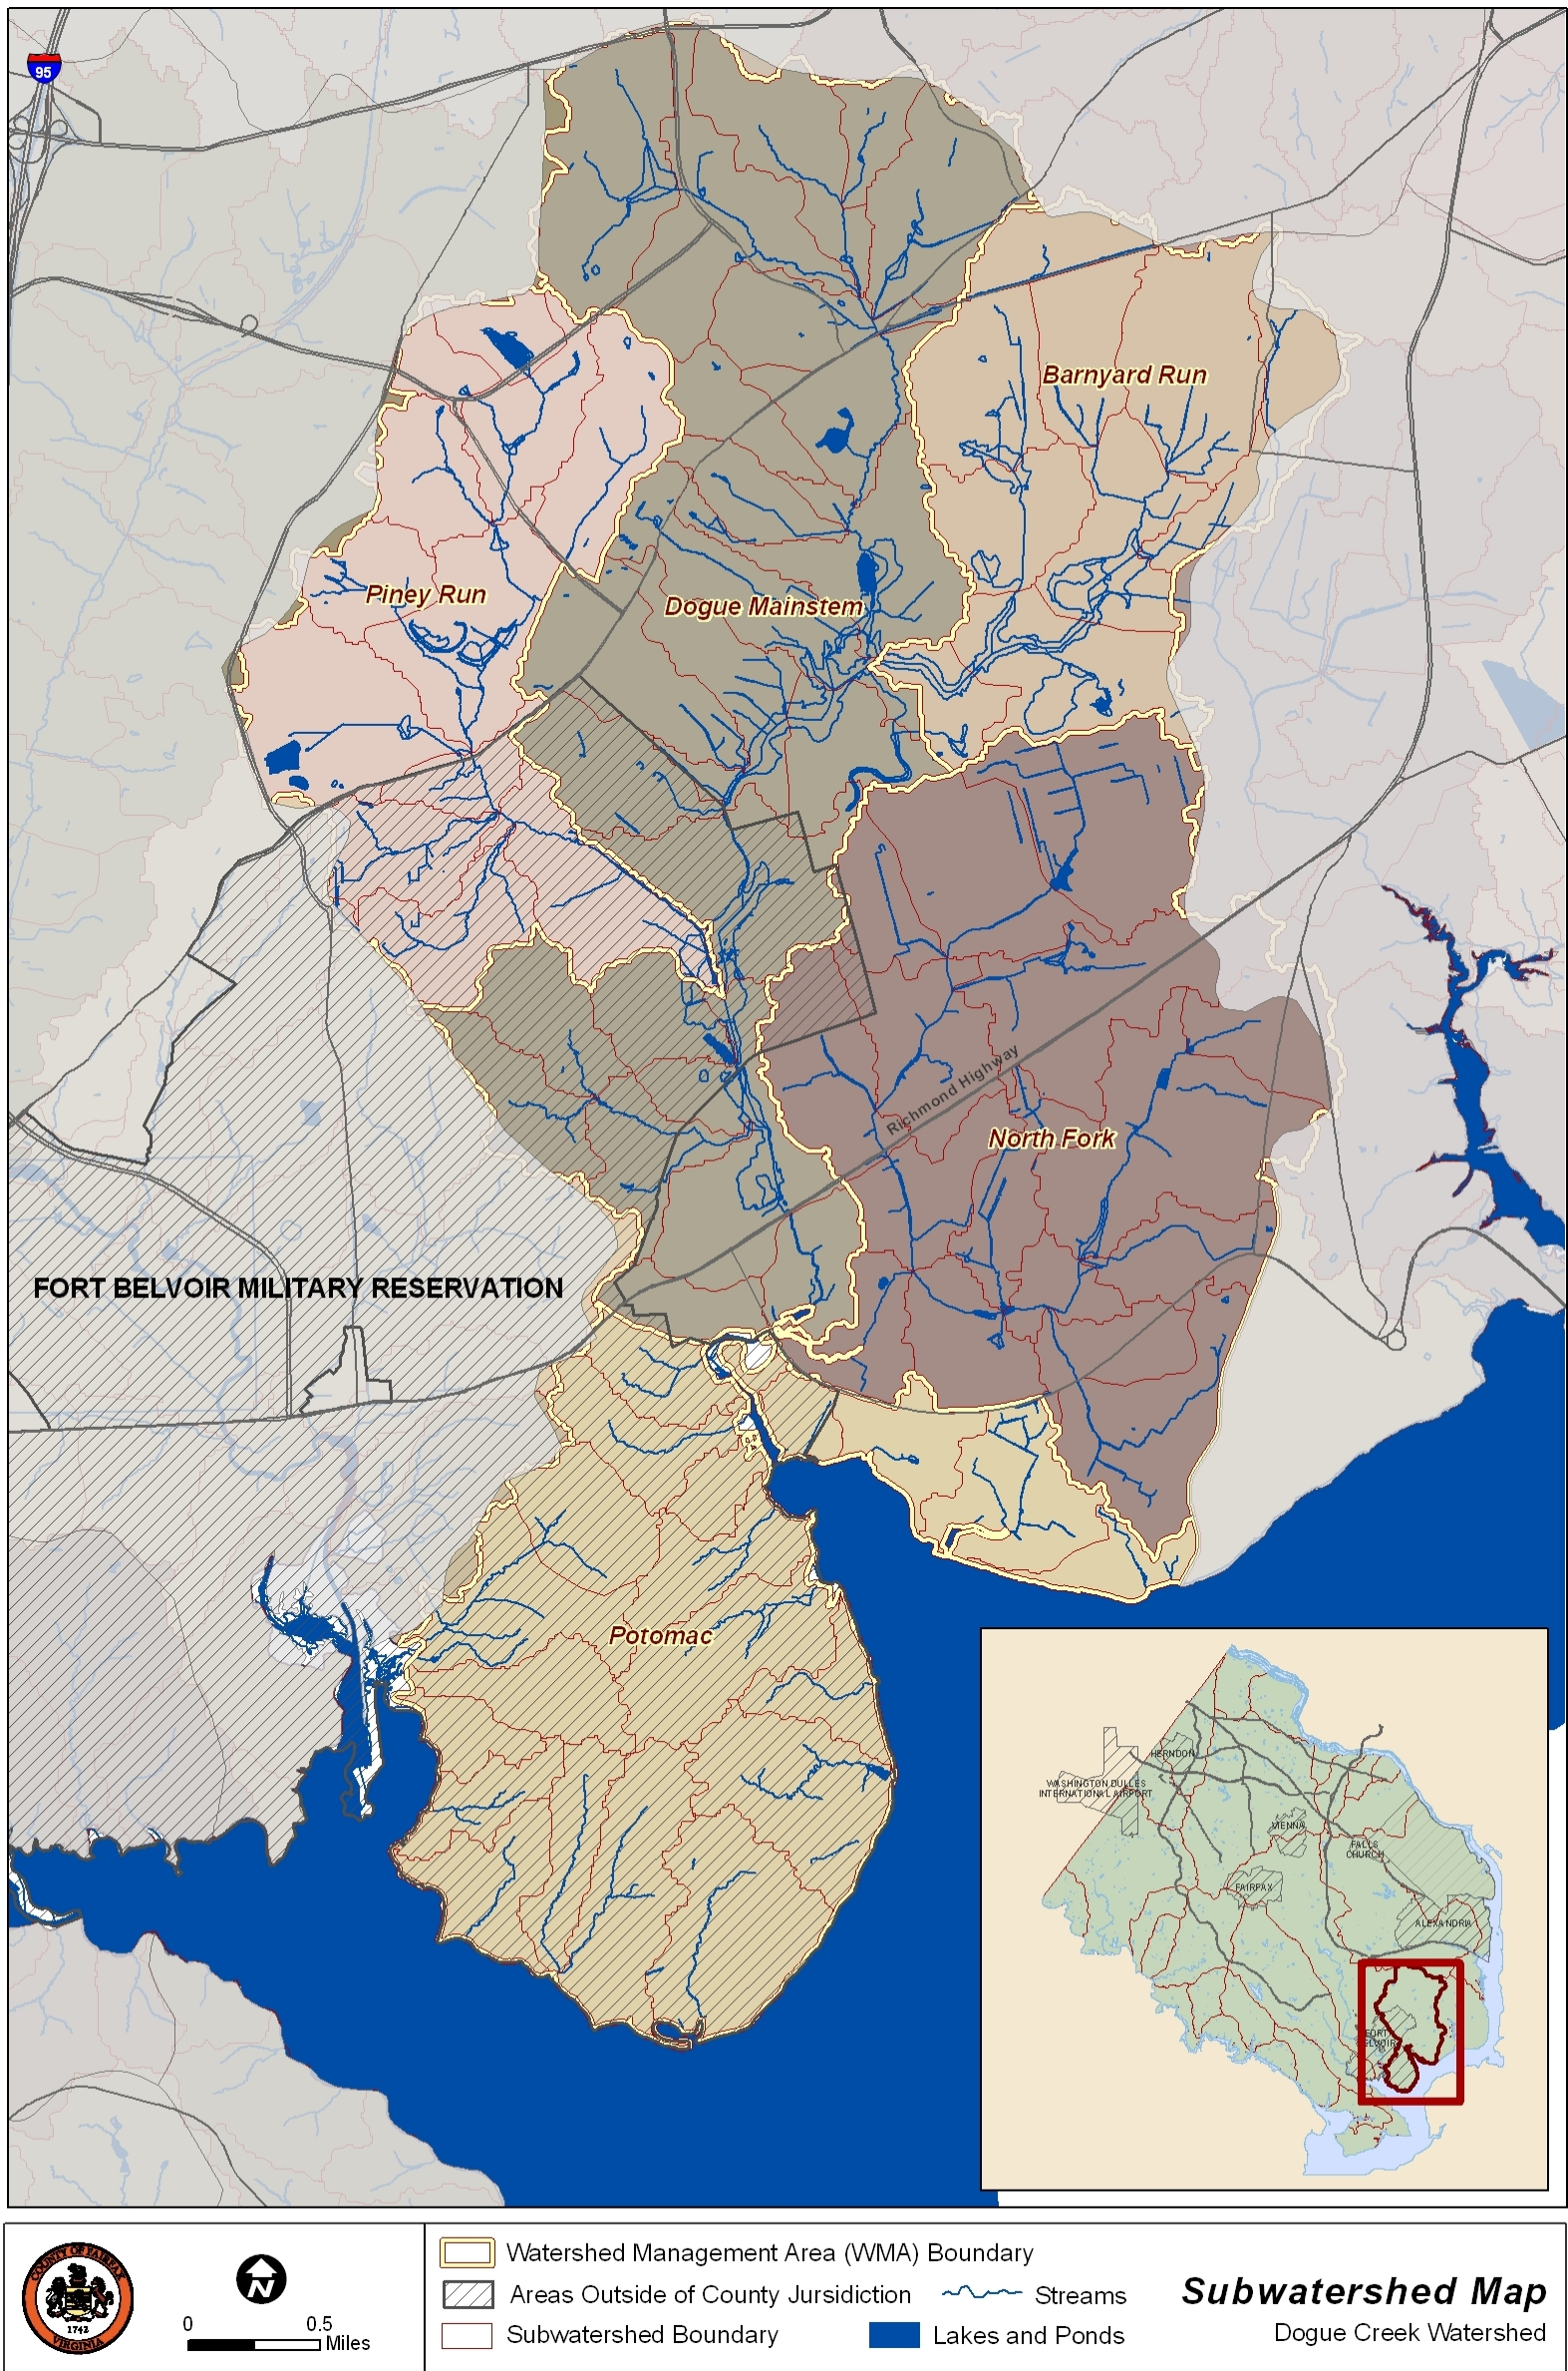 95
Barnyard Run
Piney Run
Dogue Mainstem
Richmond Highway
North Fork
FORT BELVOIR MILITARY RESERVATION
Potomac
HERNDON
WASHINGTON DULLES
INTERNATIONAL AIRPORT
VIENNA
FALLS
CHURCH
FAIRFAX
ALEXANDRIA
FORT
COUNTY OF FAIRFAX
1742
VIRGINIA
N
0 0.5
Miles
Watershed Management Area (WMA) Boundary
Areas Outside of County Jursidiction
Streams
Subwatershed Boundary
Lakes and Ponds
Subwatershed Map
Dogue Creek Watershed